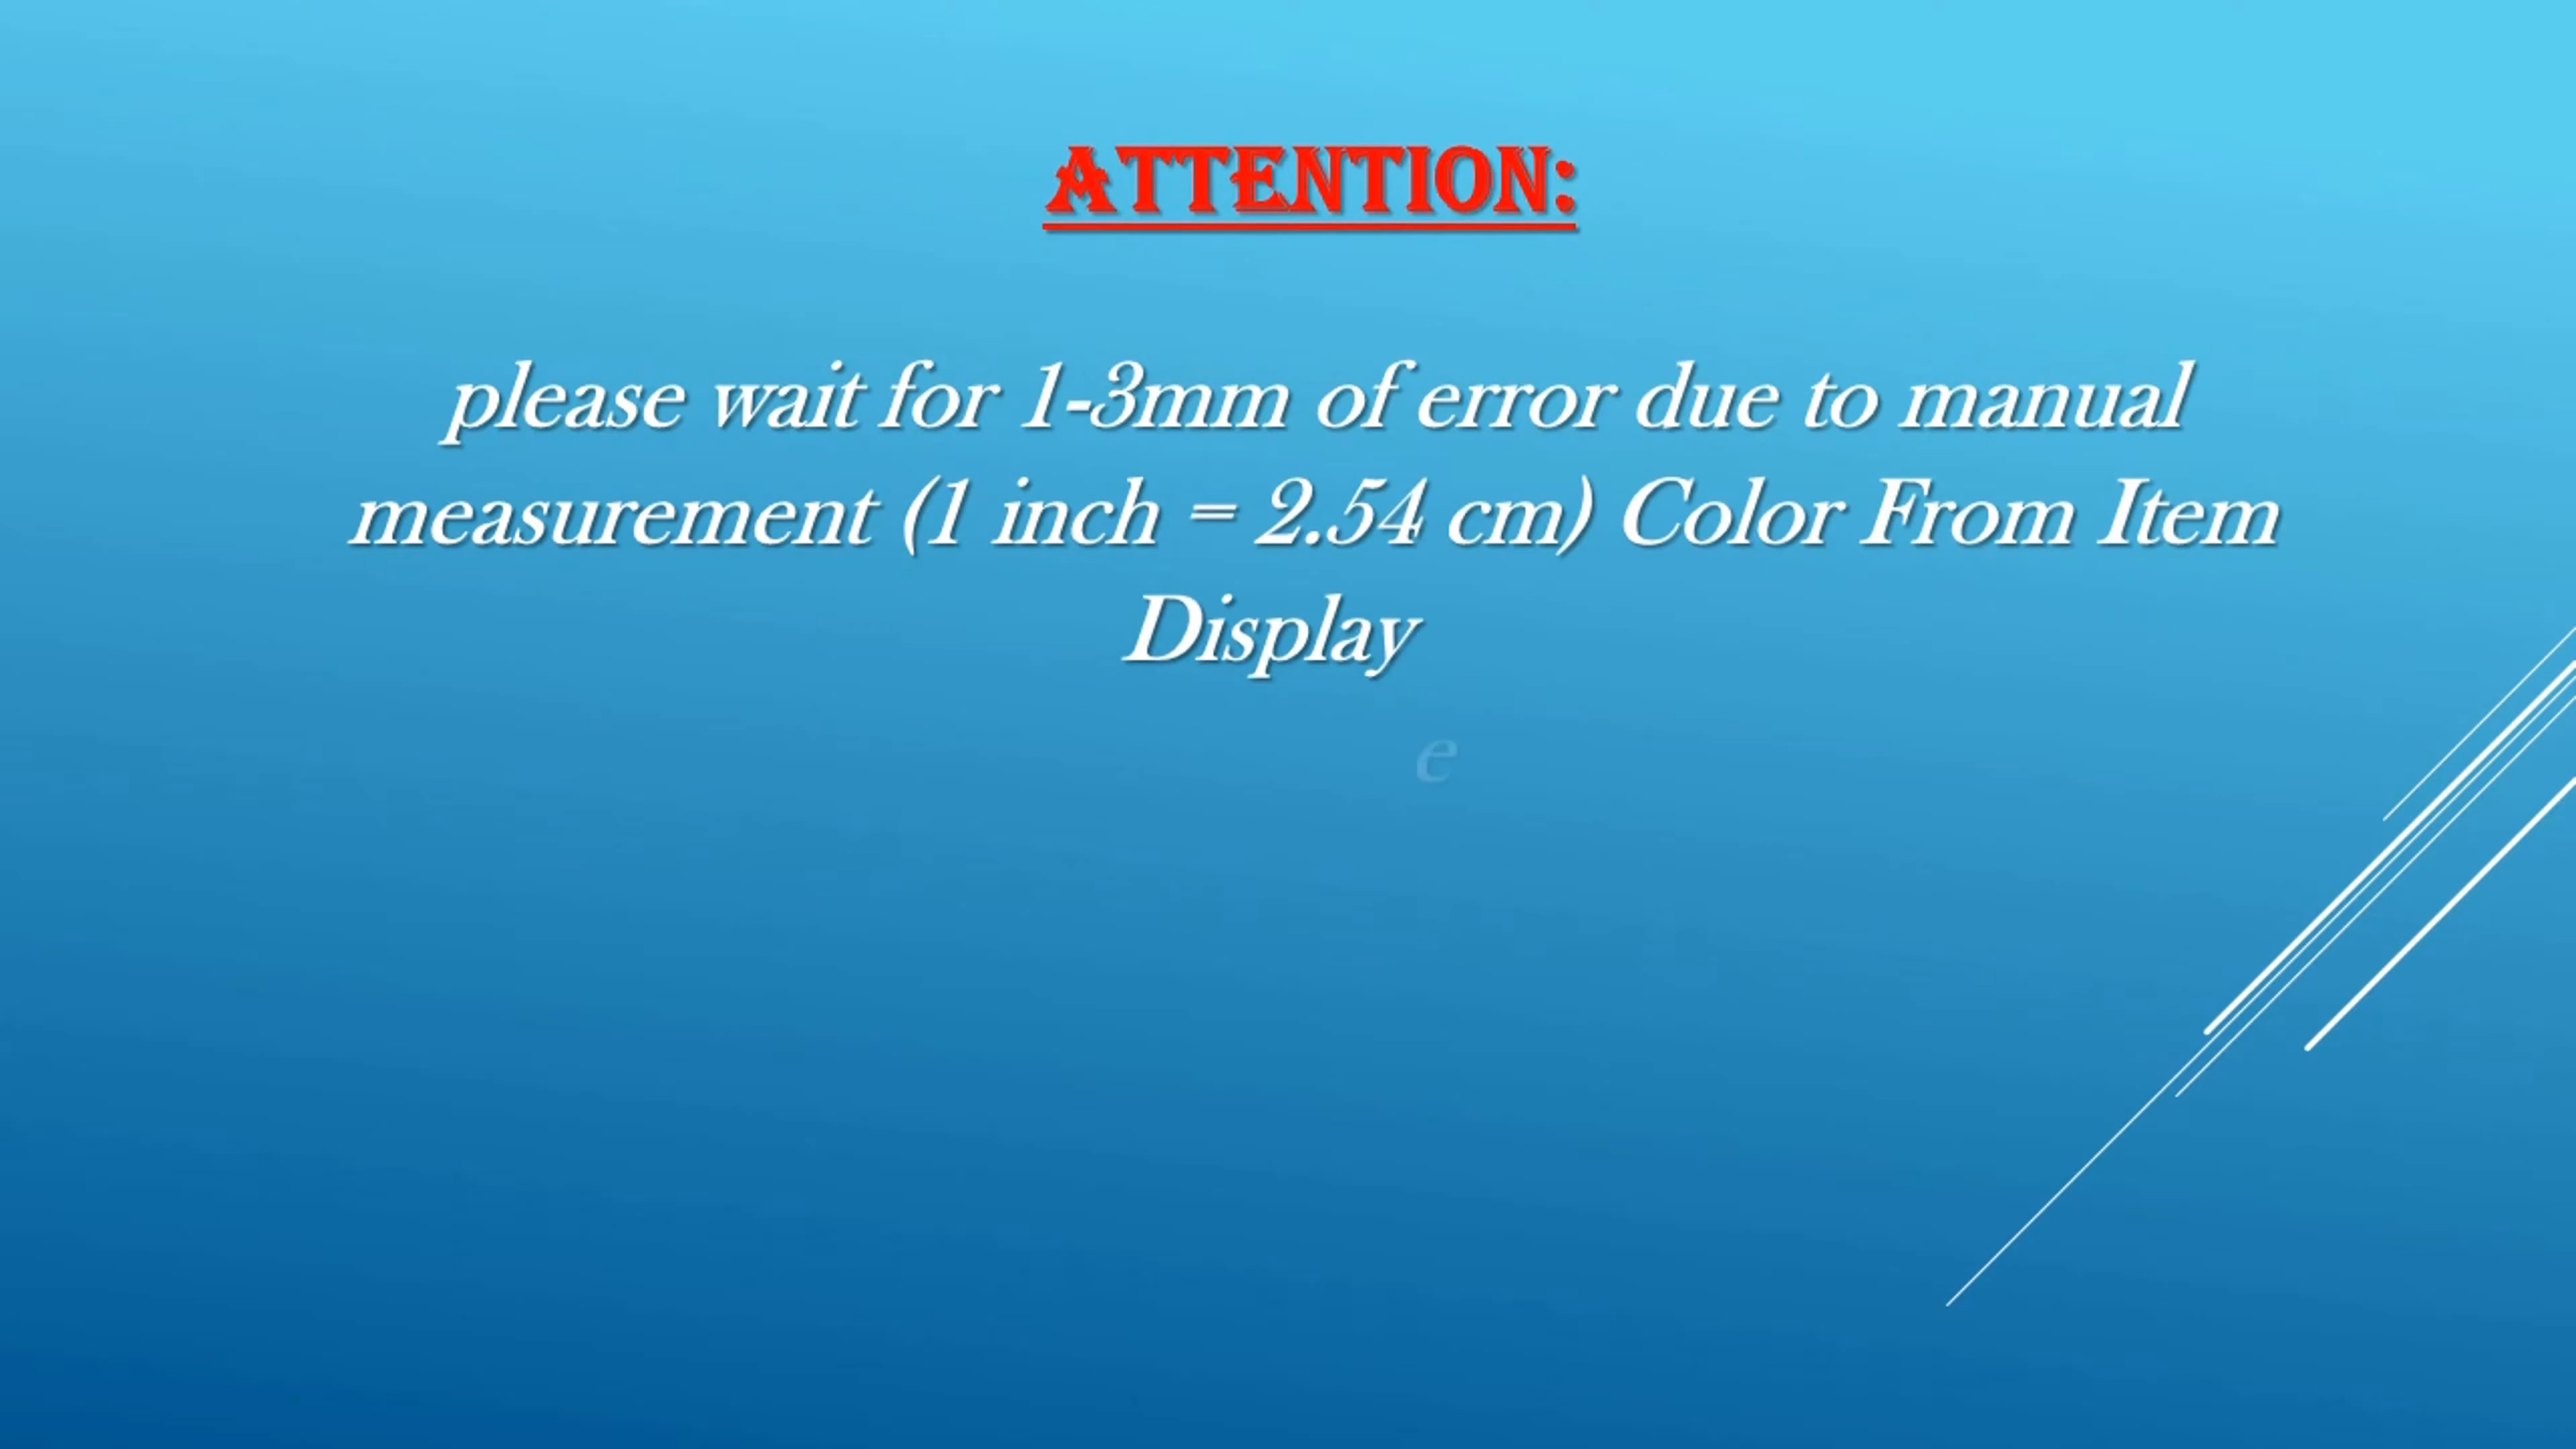 ATTENTION:
please wait for 1-3mm of error due to manual
measurement (1 inch = 2.54 cm) Color From Item
Display
e